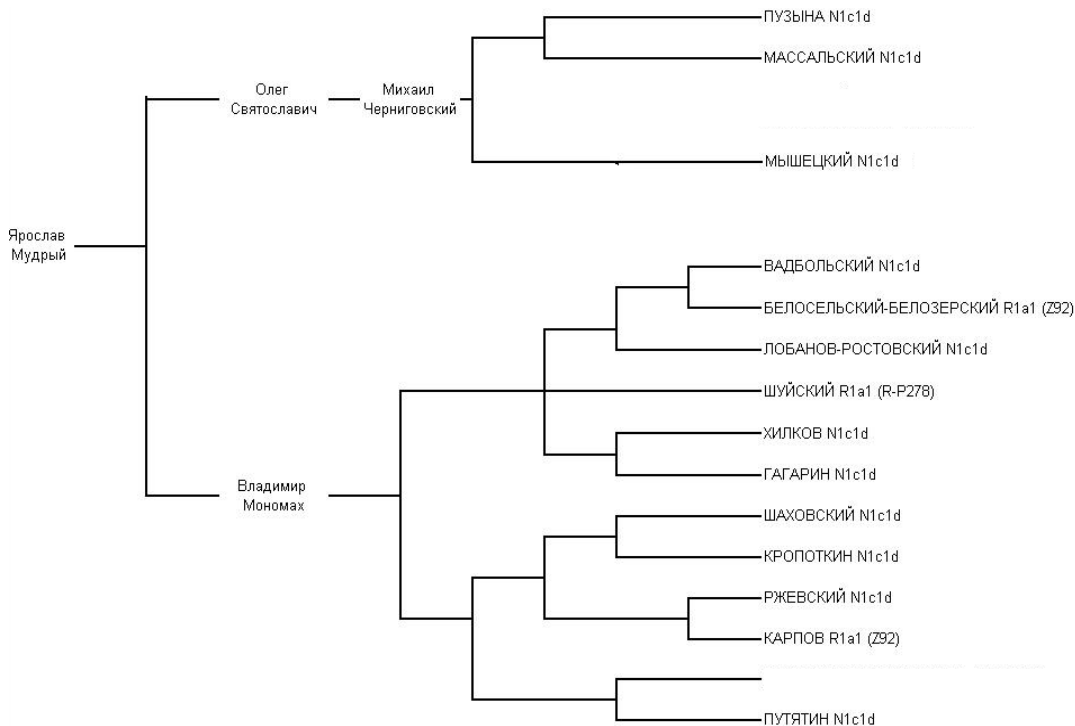 ПУЗЫНА N1c1d
МАССАЛЬСКИЙ N1c1d
Олег
Святославич
Михаил
Черниговский
МЫШЕЦКИЙ N1c1d
Ярослав
Мудрый
ВАДБОЛЬСКИЙ N1c1d
БЕЛОСЕЛЬСКИЙ-БЕЛОЗЕРСКИЙ R1a1 (Z92)
ЛОБАНОВ-РОСТОВСКИЙ N1c1d
ШУЙСКИЙ R1a1 (R-P278)
ХИЛКОВ N1c1d
ГАГАРИН N1c1d
Владимир
Мономах
ШАХОВСКИЙ N1c1d
КРОПОТКИН N1c1d
РЖЕВСКИЙ N1c1d
КАРПОВ R1a1 (Z92)
ПУТЯТИН N1c1d